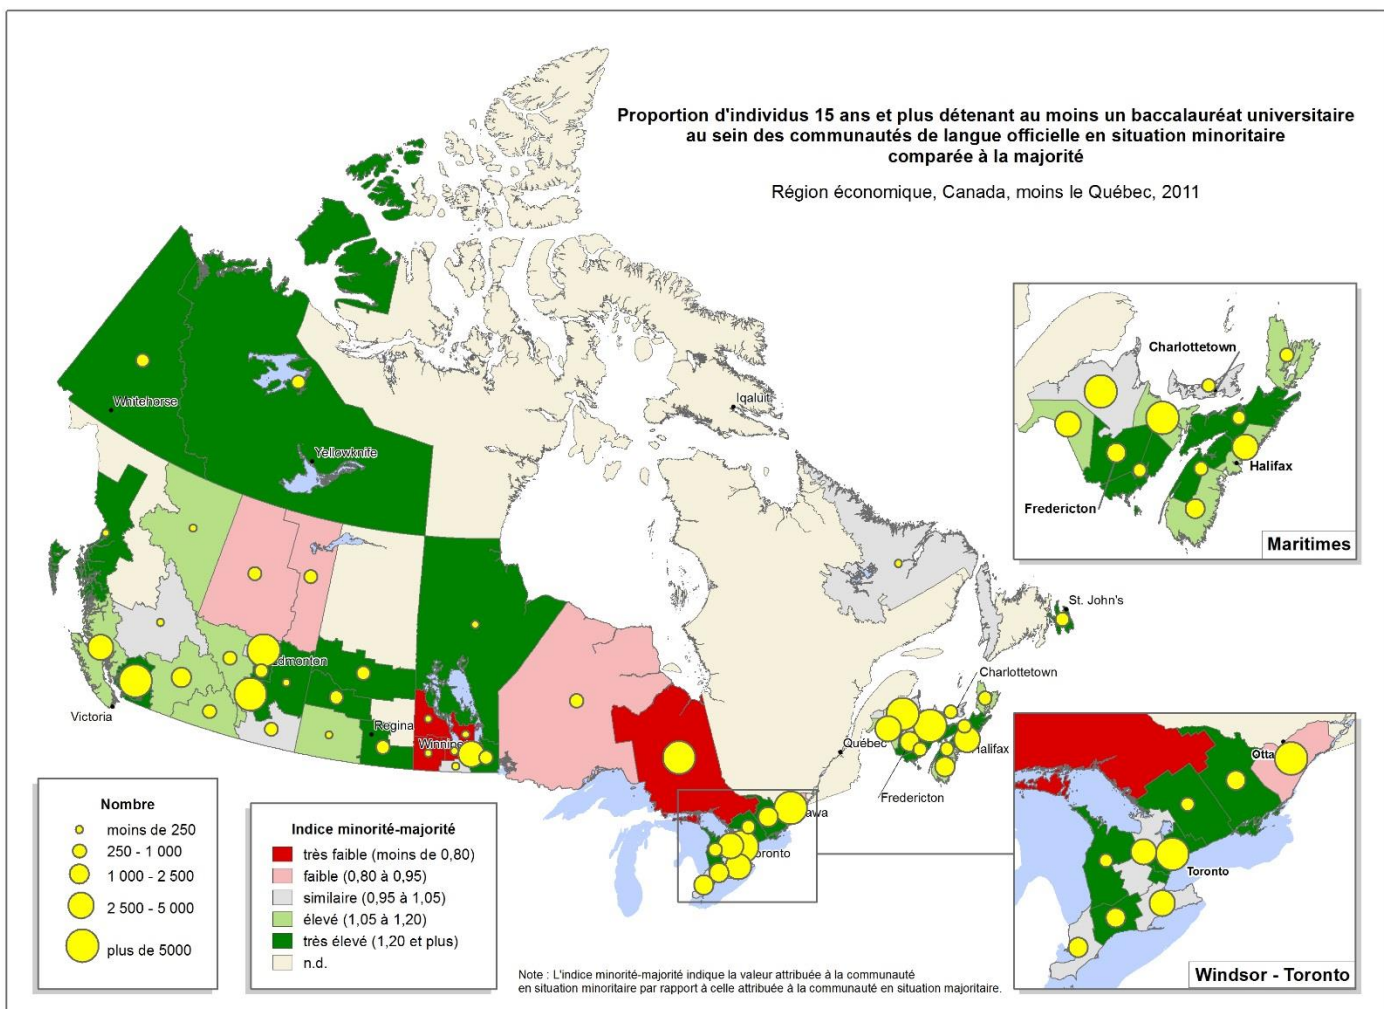 Proportion d'individus 15 ans et plus détenant au moins un baccalauréat universitaire
au sein des communautés de langue officielle en situation minoritaire
comparée à la majorité
Région économique, Canada, moins le Québec, 2011
Charlottetown
Halifax
Fredericton
Maritimes
Iqaluit
Whitehorse
Yellowknife
St. John's
Charlottetown
Edmonton
Victoria
Regina
Québec
Halifax
Fredericton
Otta
Toronto
Windsor - Toronto
Nombre
moins de 250
250 - 1 000
1 000 - 2 500
2 500 - 5 000
plus de 5000
Indice minorité-majorité
très faible (moins de 0,80)
faible (0,80 à 0,95)
similaire (0,95 à 1,05)
élevé (1,05 à 1,20)
très élevé (1,20 et plus)
n.d.
Note : L'indice minorité-majorité indique la valeur attribuée à la communauté
en situation minoritaire par rapport à celle attribuée à la communauté en situation majoritaire.